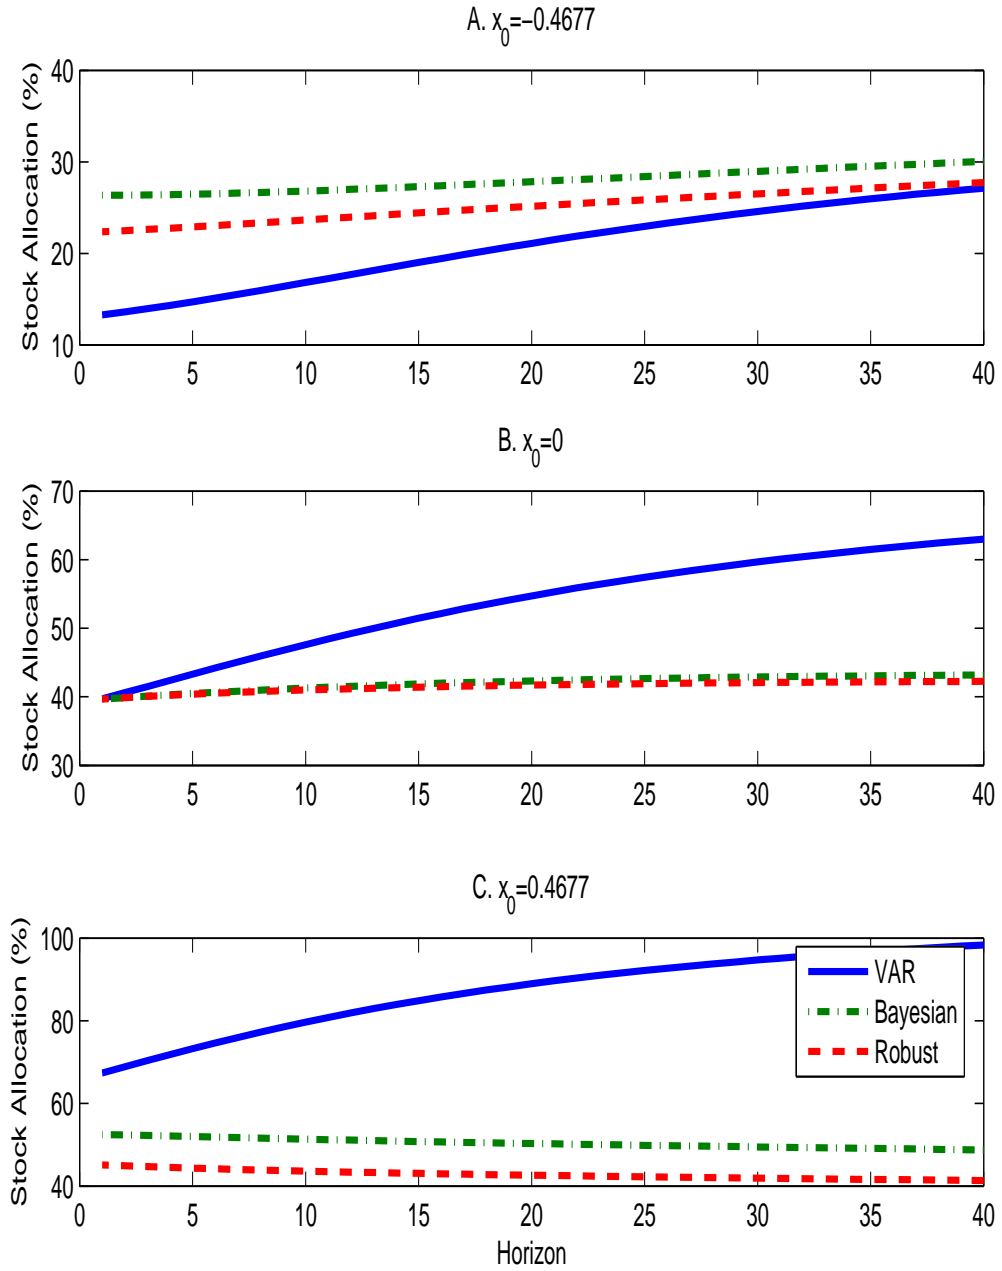 A. x0=−0.4677
Stock Allocation (%)
40
30
20
10
0 5 10 15 20 25 30 35 40
B. x0=0
Stock Allocation (%)
70
60
50
40
30
0 5 10 15 20 25 30 35 40
C. x0=0.4677
Stock Allocation (%)
100
80
60
40
VAR
Bayesian
Robust
0 5 10 15 20 25 30 35 40
Horizon